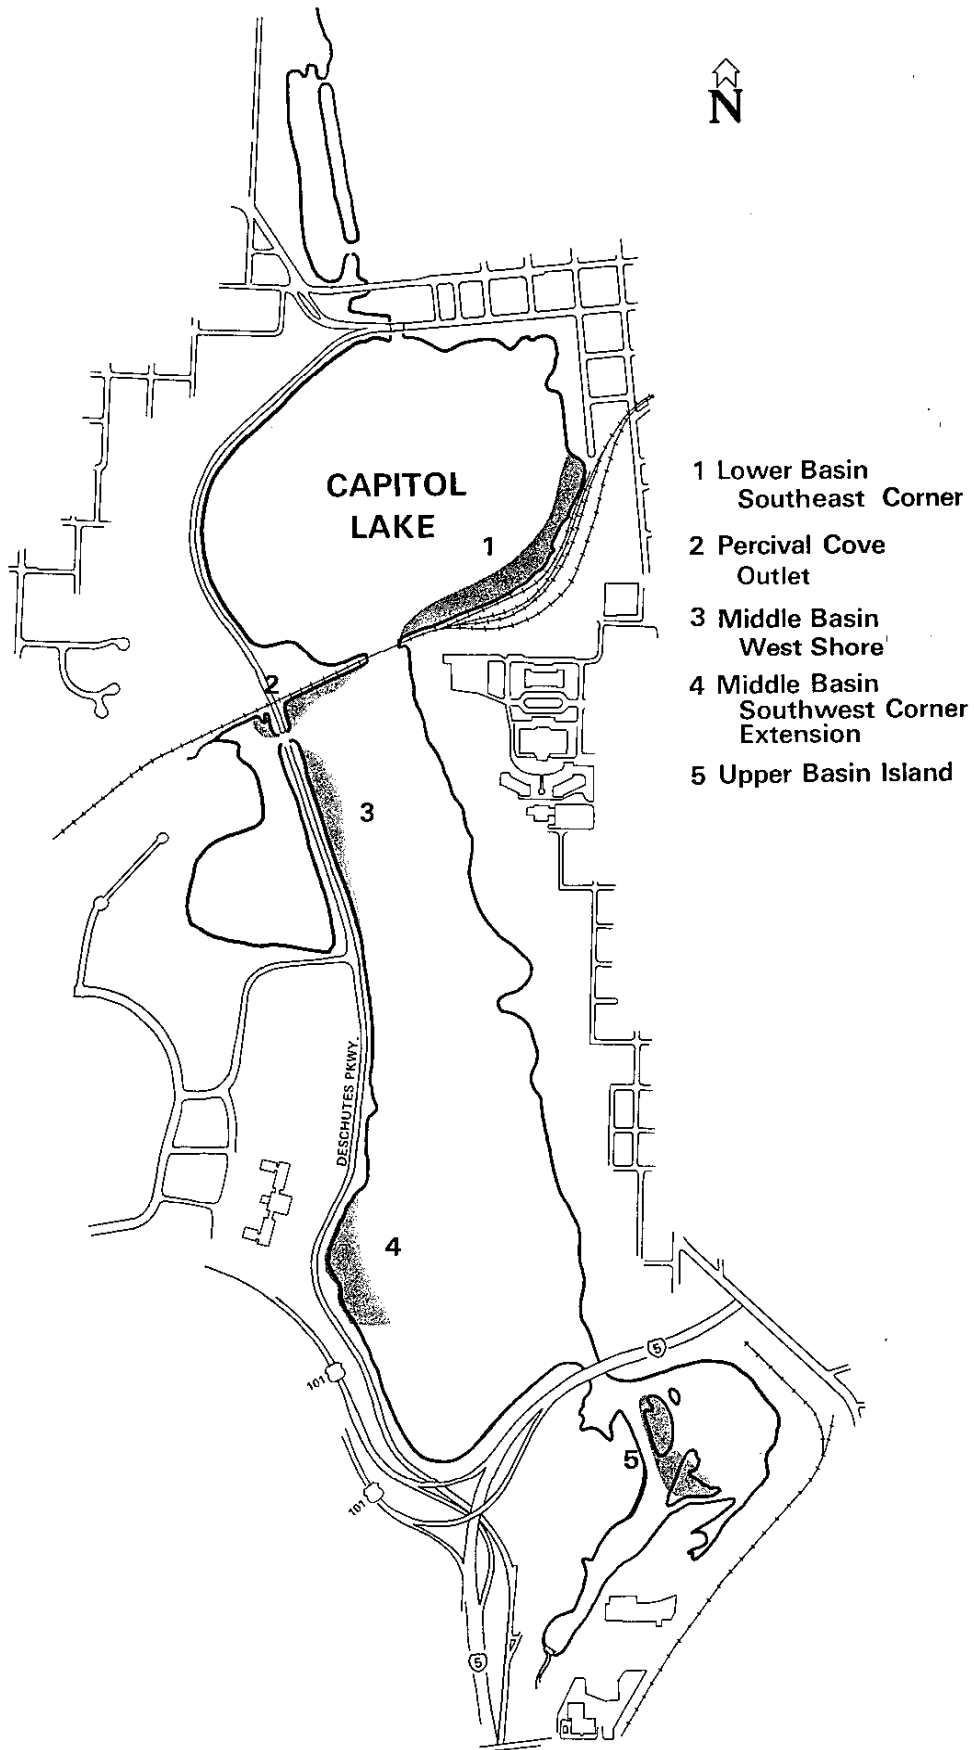 N
CAPITOL
LAKE
1
1 Lower Basin
Southeast Corner
2 Percival Cove
Outlet
3 Middle Basin
West Shore
4 Middle Basin
Southwest Corner
Extension
5 Upper Basin Island
2
3
DESCHUTES PKWY.
4
5
101
5
101
5
5